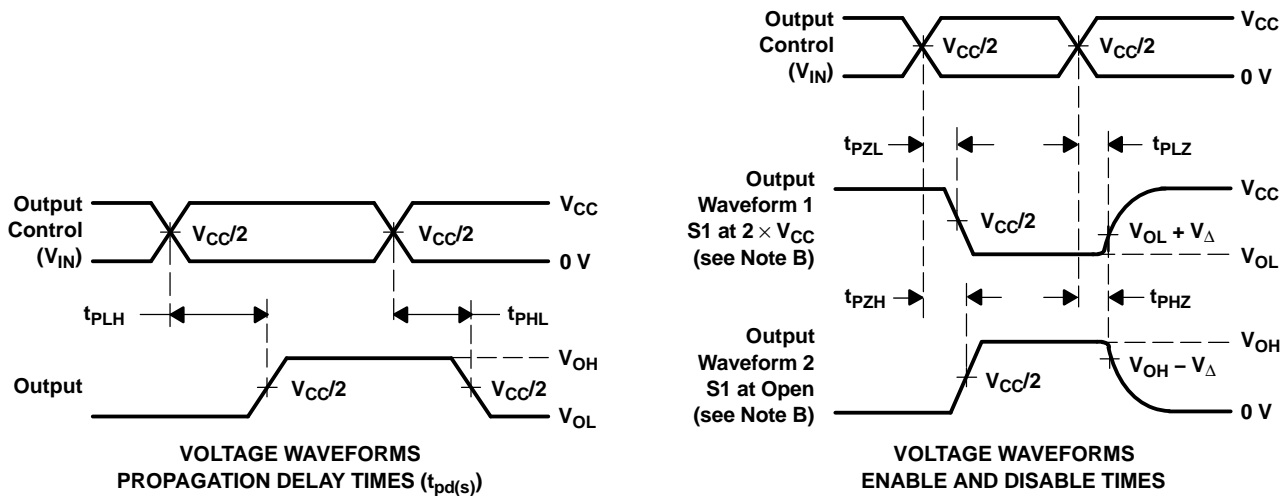 Output
Control
(V_IN)
V_CC/2
V_CC/2
V_CC
0 V
t_PLH
t_PHL
Output
V_CC/2
V_CC/2
V_OH
V_OL
VOLTAGE WAVEFORMS
PROPAGATION DELAY TIMES (t_pd(s))
Output
Control
(V_IN)
V_CC/2
V_CC/2
V_CC
0 V
t_PZL
t_PLZ
Output
Waveform 1
S1 at 2 × V_CC
(see Note B)
V_CC/2
V_CC
V_OL + V_Δ
V_OL
t_PZH
t_PHZ
Output
Waveform 2
S1 at Open
(see Note B)
V_CC/2
V_OH
V_OH − V_Δ
0 V
VOLTAGE WAVEFORMS
ENABLE AND DISABLE TIMES